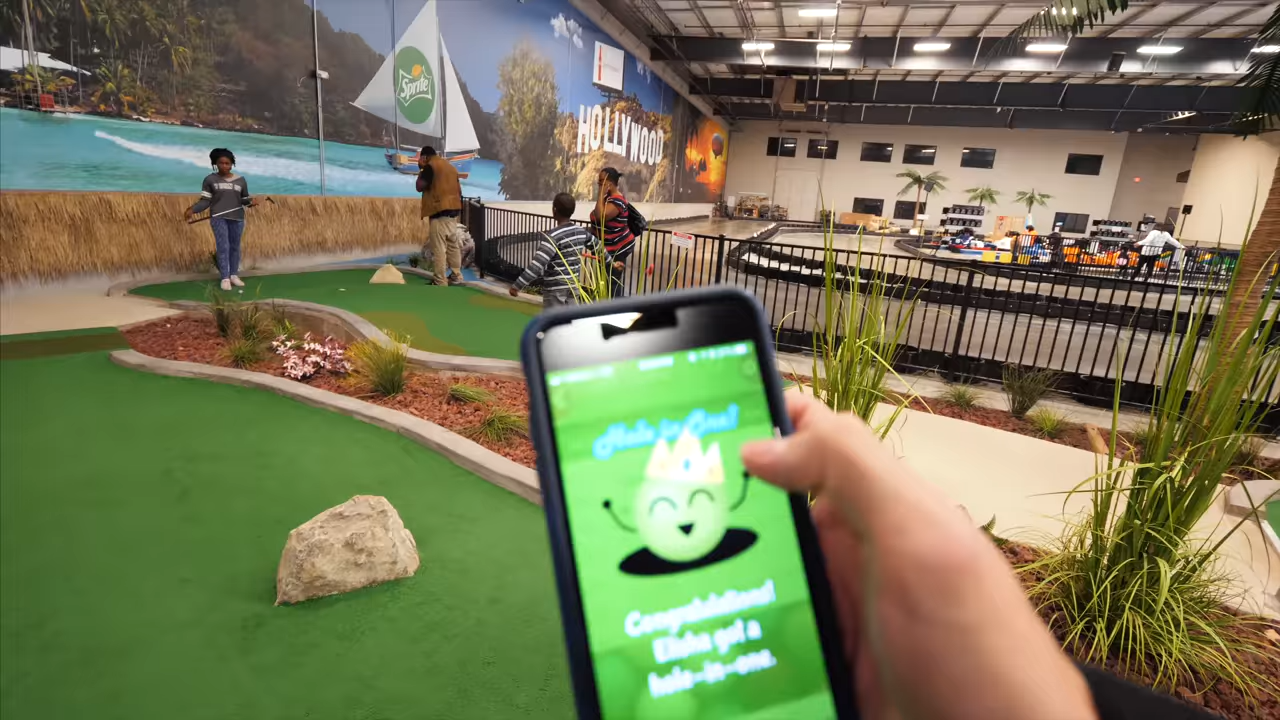 Sprite
HOLLYWOOD
Hole in One!
Congratulations!
Elisha got a
hole-in-one.